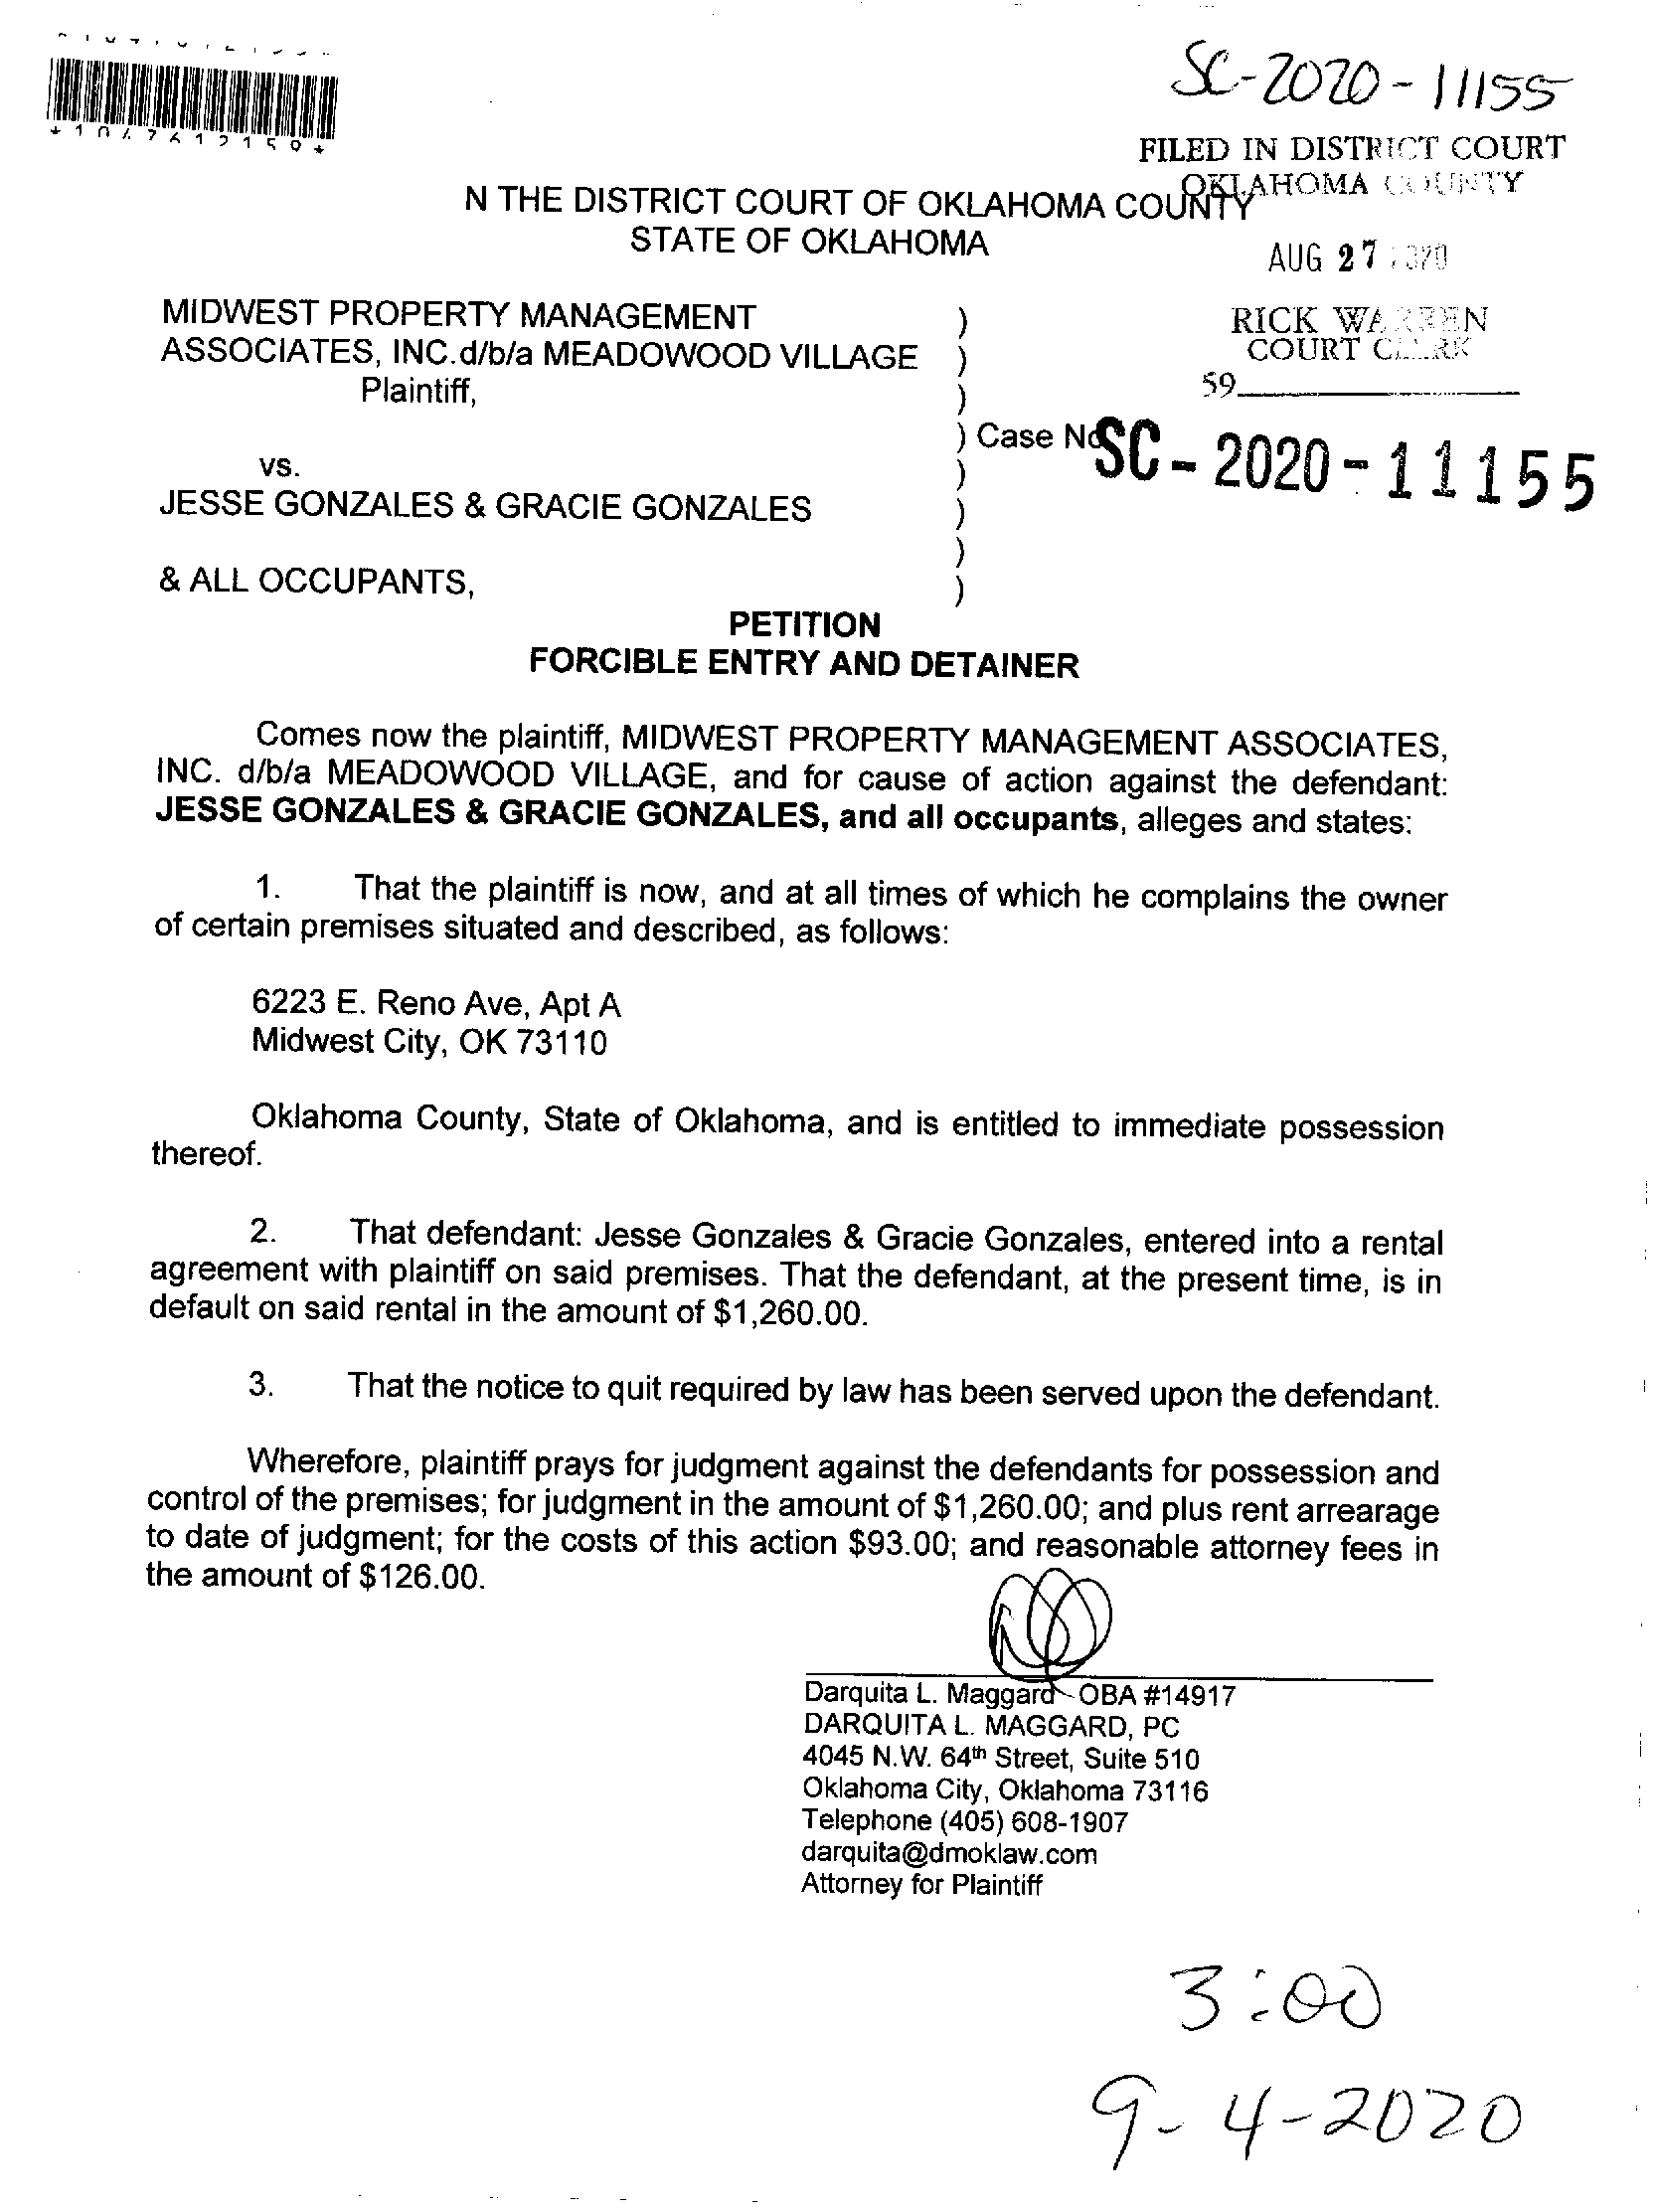 SC-2020-11155
FILED IN DISTRICT COURT
OKLAHOMA COUNTY
N THE DISTRICT COURT OF OKLAHOMA COUNTY
STATE OF OKLAHOMA
AUG 27
RICK WARREN
COURT CLERK
59
MIDWEST PROPERTY MANAGEMENT )
ASSOCIATES, INC.d/b/a MEADOWOOD VILLAGE )
Plaintiff, )
) Case No
SC-2020-11155
vs. )
JESSE GONZALES & GRACIE GONZALES )
)
& ALL OCCUPANTS, )
PETITION
FORCIBLE ENTRY AND DETAINER
Comes now the plaintiff, MIDWEST PROPERTY MANAGEMENT ASSOCIATES,
INC. d/b/a MEADOWOOD VILLAGE, and for cause of action against the defendant:
JESSE GONZALES & GRACIE GONZALES, and all occupants, alleges and states:
1. That the plaintiff is now, and at all times of which he complains the owner
of certain premises situated and described, as follows:
6223 E. Reno Ave, Apt A
Midwest City, OK 73110
Oklahoma County, State of Oklahoma, and is entitled to immediate possession
thereof.
2. That defendant: Jesse Gonzales & Gracie Gonzales, entered into a rental
agreement with plaintiff on said premises. That the defendant, at the present time, is in
default on said rental in the amount of $1,260.00.
3. That the notice to quit required by law has been served upon the defendant.
Wherefore, plaintiff prays for judgment against the defendants for possession and
control of the premises; for judgment in the amount of $1,260.00; and plus rent arrearage
to date of judgment; for the costs of this action $93.00; and reasonable attorney fees in
the amount of $126.00.
Darquita L. Maggard OBA #14917
DARQUITA L. MAGGARD, PC
4045 N.W. 64th Street, Suite 510
Oklahoma City, Oklahoma 73116
Telephone (405) 608-1907
darquita@dmoklaw.com
Attorney for Plaintiff
3:00
9-4-2020